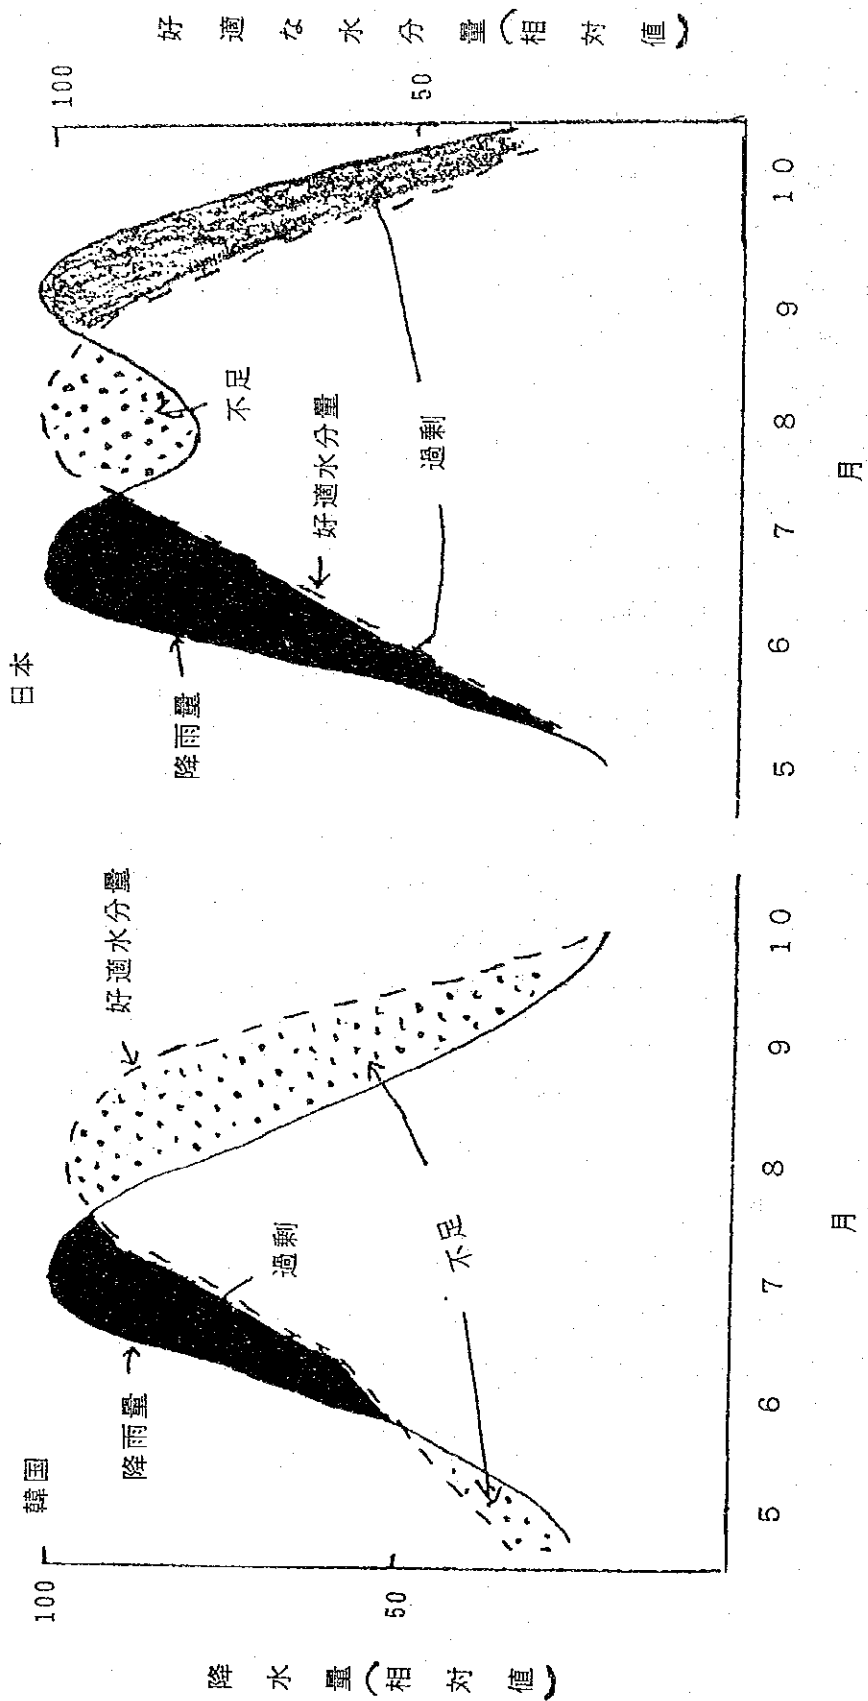 韓国
降水量(相対値)
100
50
降雨量
過剰
好適水分量
不足
5 6 7 8 9 10
月
日本
降雨量
好適水分量
不足
過剰
5 6 7 8 9 10
月
100
50
好適な水分量(相対値)